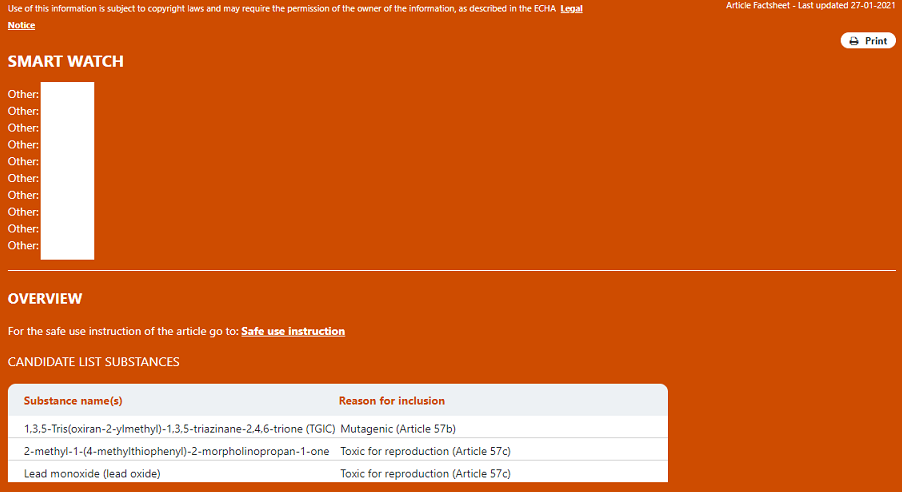 Use of this information is subject to copyright laws and may require the permission of the owner of the information, as described in the ECHA Legal
Notice
Article Factsheet - Last updated 27-01-2021
Print
SMART WATCH
Other:
Other:
Other:
Other:
Other:
Other:
Other:
Other:
Other:
Other:
OVERVIEW
For the safe use instruction of the article go to: Safe use instruction
CANDIDATE LIST SUBSTANCES
Substance name(s) Reason for inclusion
1,3,5-Tris(oxiran-2-ylmethyl)-1,3,5-triazinane-2,4,6-trione (TGIC) Mutagenic (Article 57b)
2-methyl-1-(4-methylthiophenyl)-2-morpholinopropan-1-one Toxic for reproduction (Article 57c)
Lead monoxide (lead oxide) Toxic for reproduction (Article 57c)